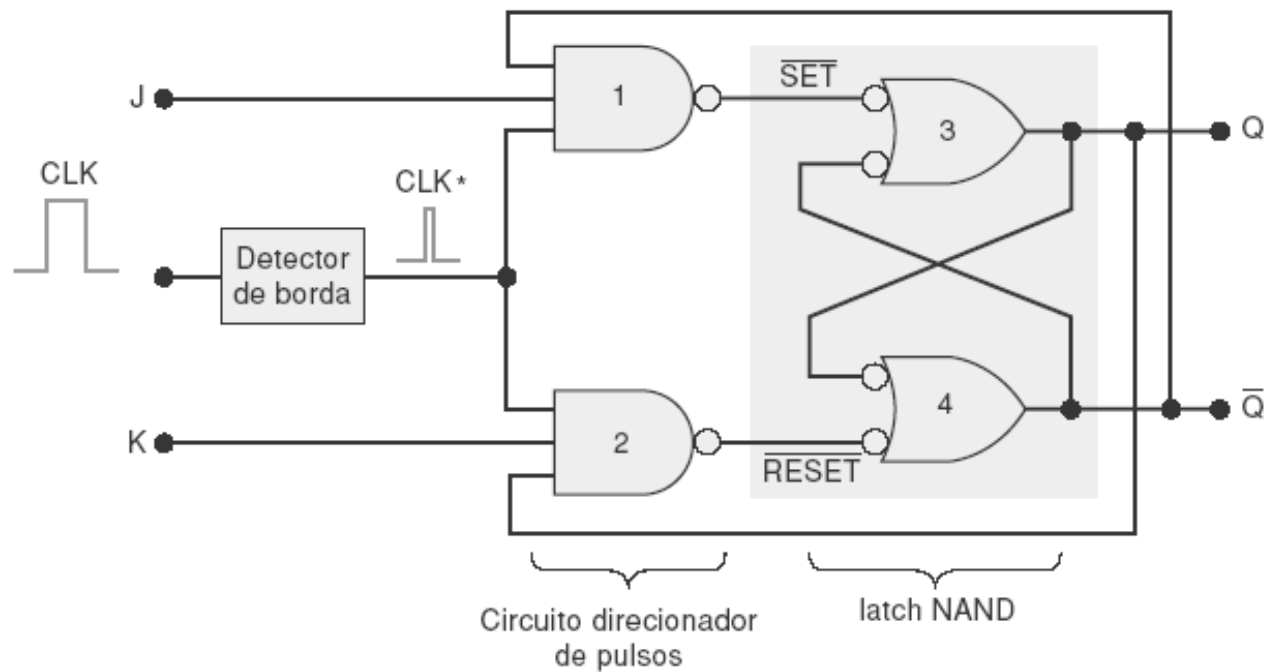 J
CLK
CLK*
Detector
de borda
K
1
2
SET
RESET
3
4
Q
Q̅
Circuito direcionador
de pulsos
latch NAND